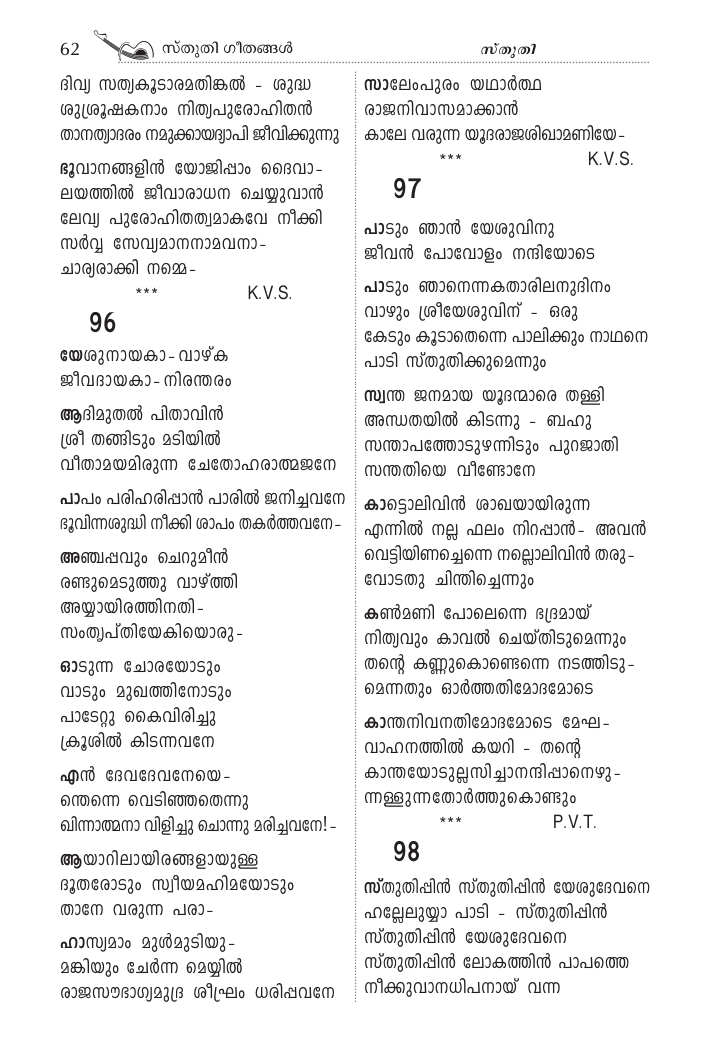 62 സ്തുതി ഗീതങ്ങൾ സ്തുതി
ദിവ്യ സത്യകൂടാരമതിങ്കൽ - ശുദ്ധ
ശുശ്രൂഷകനാം നിത്യപുരോഹിതൻ
താനത്യാദരം നമുക്കായദ്യാപി ജീവിക്കുന്നു
ഭൂവാനങ്ങളിൻ യോജിപ്പാം ദൈവാ-
ലയത്തിൽ ജീവാരാധന ചെയ്യുവാൻ
ലേവ്യ പുരോഹിതത്വമാകവേ നീക്കി
സർവ്വ സേവ്യമാനനാമവനാ-
ചാര്യരാക്കി നമ്മെ-
*** K.V.S.
96
യേശുനായകാ-വാഴ്ക
ജീവദായകാ-നിരന്തരം
ആദിമുതൽ പിതാവിൻ
ശ്രീ തങ്ങിടും മടിയിൽ
വീതാമയമിരുന്ന ചേതോഹരാത്മജനേ
പാപം പരിഹരിപ്പാൻ പാരിൽ ജനിച്ചവനേ
ഭൂവിന്നശുദ്ധി നീക്കി ശാപം തകർത്തവനേ-
അഞ്ചപ്പവും ചെറുമീൻ
രണ്ടുമെടുത്തു വാഴ്ത്തി
അയ്യായിരത്തിനതി-
സംതൃപ്തിയേകിയൊരു-
ഓടുന്ന ചോരയോടും
വാടും മുഖത്തിനോടും
പാടേറ്റു കൈവിരിച്ചു
ക്രൂശിൽ കിടന്നവനേ
എൻ ദേവദേവനേയെ-
ന്തെന്നെ വെടിഞ്ഞതെന്നു
ഖിന്നാത്മനാ വിളിച്ചു ചൊന്നു മരിച്ചവനേ!-
ആയാറിലായിരങ്ങളായുള്ള
ദൂതരോടും സ്വീയമഹിമയോടും
താനേ വരുന്ന പരാ-
ഹാസ്യമാം മുൾമുടിയു-
മങ്കിയും ചേർന്ന മെയ്യിൽ
രാജസൗഭാഗ്യമുദ്ര ശീഘ്രം ധരിപ്പവനേ
സാലേംപുരം യഥാർത്ഥ
രാജനിവാസമാക്കാൻ
കാലേ വരുന്ന യൂദരാജശിഖാമണിയേ-
*** K.V.S.
97
പാടും ഞാൻ യേശുവിനു
ജീവൻ പോവോളം നന്ദിയോടെ
പാടും ഞാനെന്നകതാരിലനുദിനം
വാഴും ശ്രീയേശുവിന് - ഒരു
കേടും കൂടാതെന്നെ പാലിക്കും നാഥനെ
പാടി സ്തുതിക്കുമെന്നും
സ്വന്ത ജനമായ യൂദന്മാരെ തള്ളി
അന്ധതയിൽ കിടന്നു - ബഹു
സന്താപത്തോടുഴന്നിടും പുറജാതി
സന്തതിയെ വീണ്ടോനേ
കാട്ടൊലിവിൻ ശാഖയായിരുന്ന
എന്നിൽ നല്ല ഫലം നിറപ്പാൻ- അവൻ
വെട്ടിയിണച്ചെന്നെ നല്ലൊലിവിൻ തരു-
വോടതു ചിന്തിച്ചെന്നും
കൺമണി പോലെന്നെ ഭദ്രമായ്
നിത്യവും കാവൽ ചെയ്തിടുമെന്നും
തന്റെ കണ്ണുകൊണ്ടെന്നെ നടത്തിടു-
മെന്നതും ഓർത്തതിമോദമോടെ
കാന്തനിവനതിമോദമോടെ മേഘ-
വാഹനത്തിൽ കയറി - തന്റെ
കാന്തയോടുല്ലസിച്ചാനന്ദിപ്പാനെഴു-
ന്നള്ളുന്നതോർത്തുകൊണ്ടും
*** P.V.T.
98
സ്തുതിപ്പിൻ സ്തുതിപ്പിൻ യേശുദേവനെ
ഹല്ലേലുയ്യാ പാടി - സ്തുതിപ്പിൻ
സ്തുതിപ്പിൻ യേശുദേവനെ
സ്തുതിപ്പിൻ ലോകത്തിൻ പാപത്തെ
നീക്കുവാനധിപനായ് വന്ന